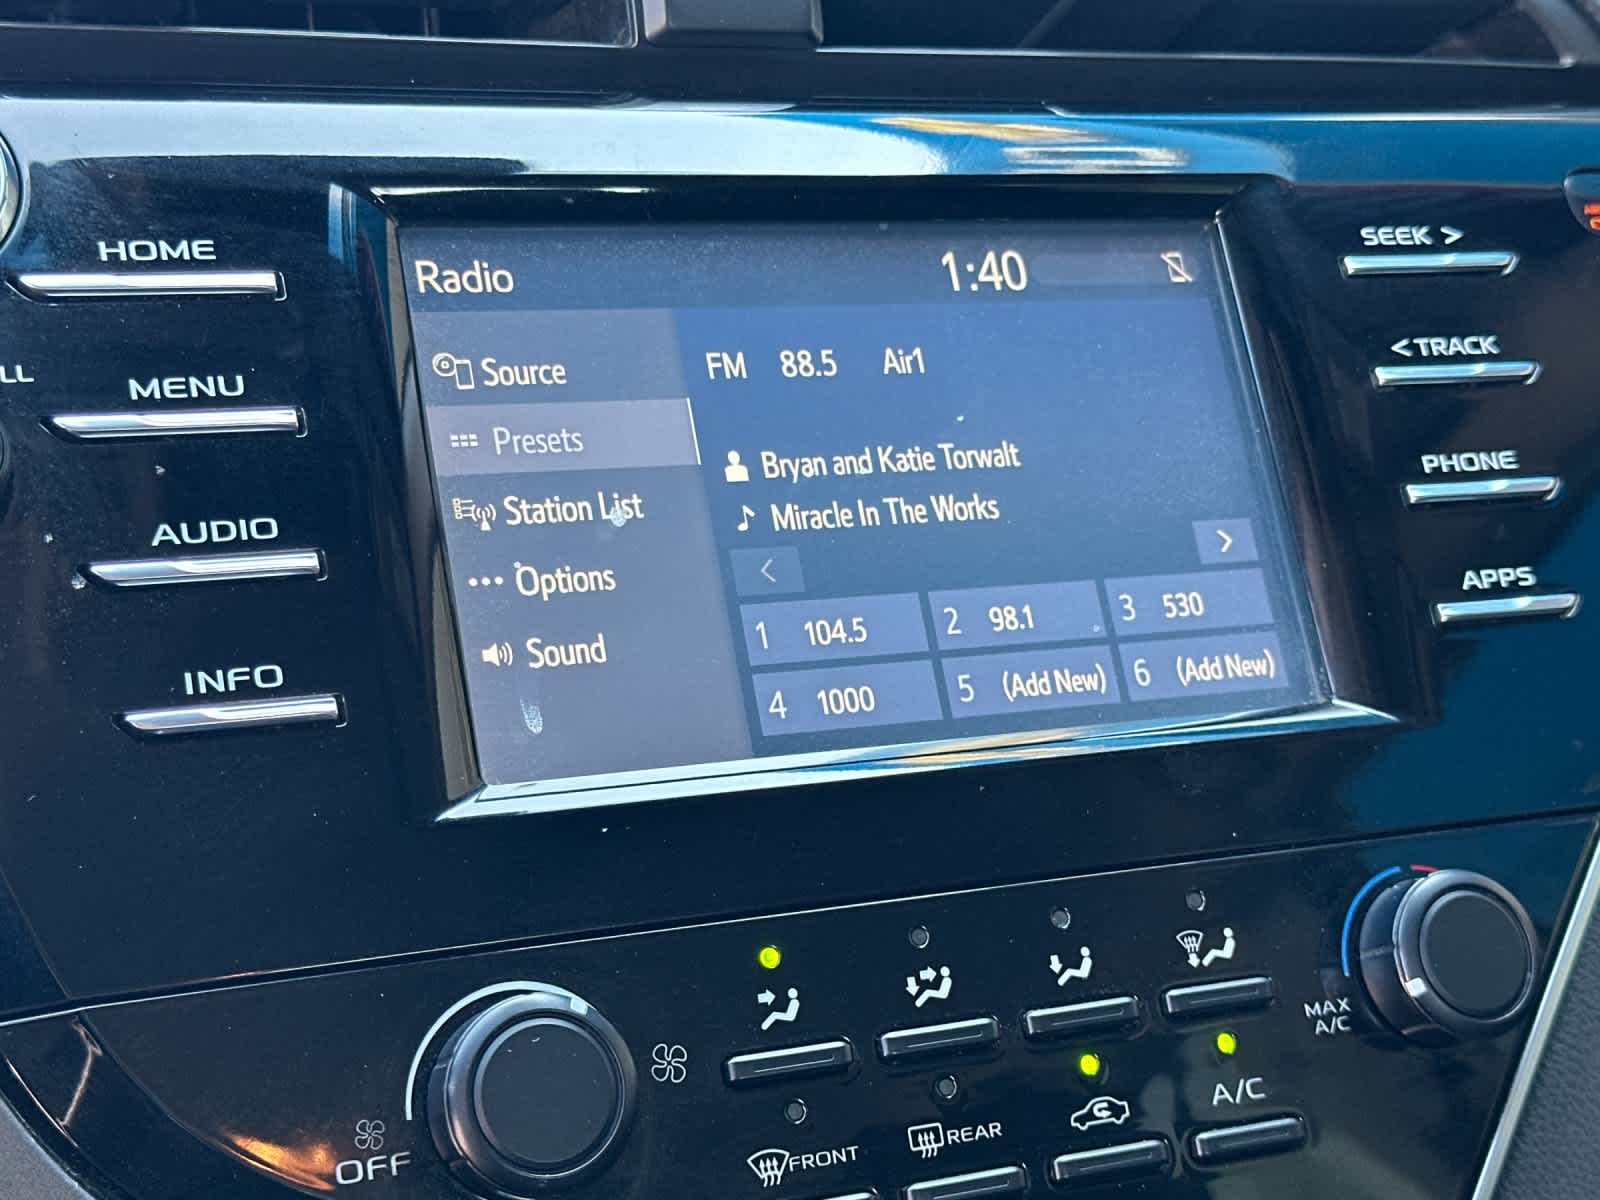 HOME
MENU
AUDIO
INFO
LL
Radio
1:40
Source
Presets
Station List
Options
Sound
FM 88.5 Air1
Bryan and Katie Torwalt
Miracle In The Works
<
>
1 104.5
2 98.1
3 530
4 1000
5 (Add New)
6 (Add New)
SEEK >
< TRACK
PHONE
APPS
MAX
A/C
OFF
FRONT
REAR
A/C